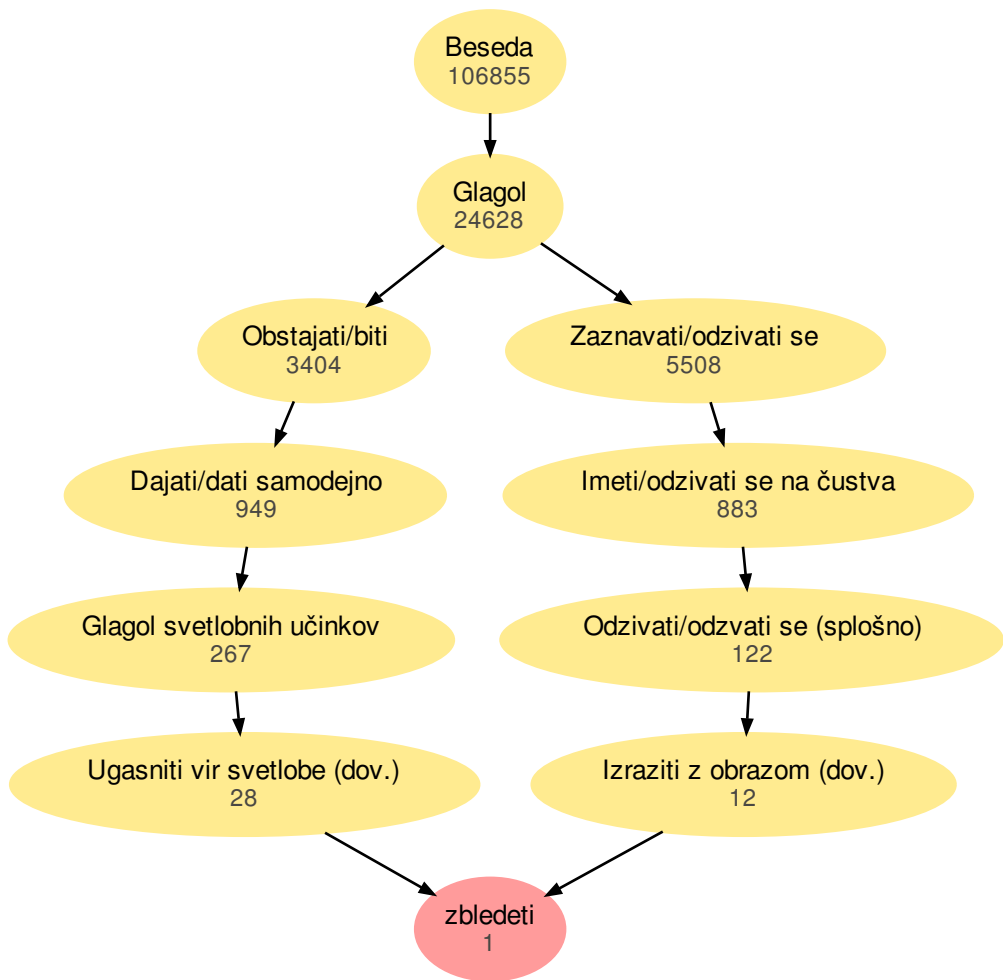 Beseda
106855
Glagol
24628
Obstajati/biti
3404
Zaznavati/odzivati se
5508
Dajati/dati samodejno
949
Imeti/odzivati se na čustva
883
Glagol svetlobnih učinkov
267
Odzivati/odzvati se (splošno)
122
Ugasniti vir svetlobe (dov.)
28
Izraziti z obrazom (dov.)
12
zbledeti
1